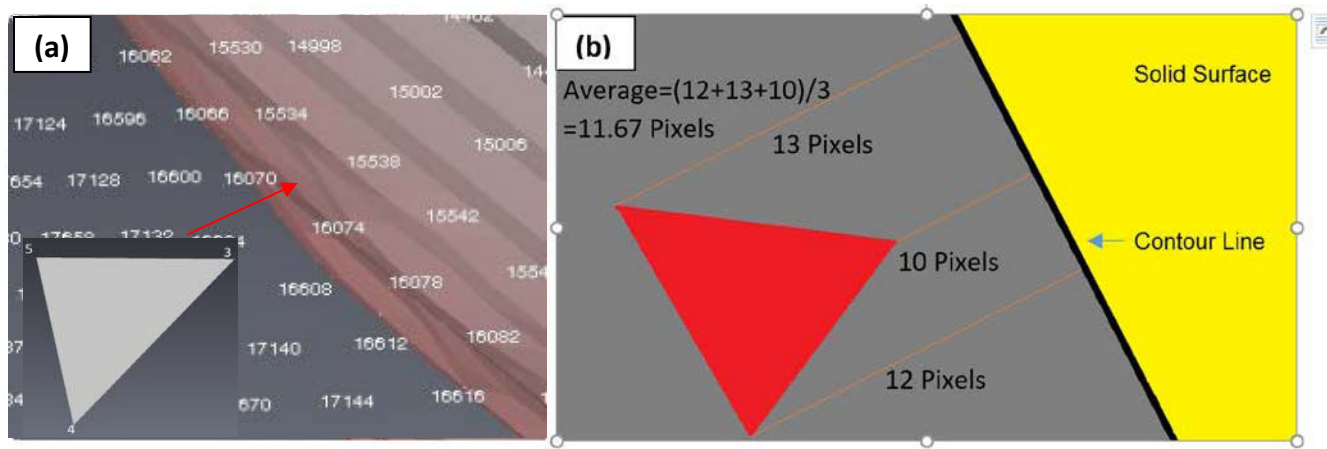 (a)
14462
15530 14998
16062
15002
17124 16596 16066 15534
15006
15538
17128 16600 16070
15542
16074
17132
5 3
16078
16608
16082
16612
17140
16616
17144
4
(b)
Solid Surface
Average=(12+13+10)/3
=11.67 Pixels
13 Pixels
Contour Line
10 Pixels
12 Pixels